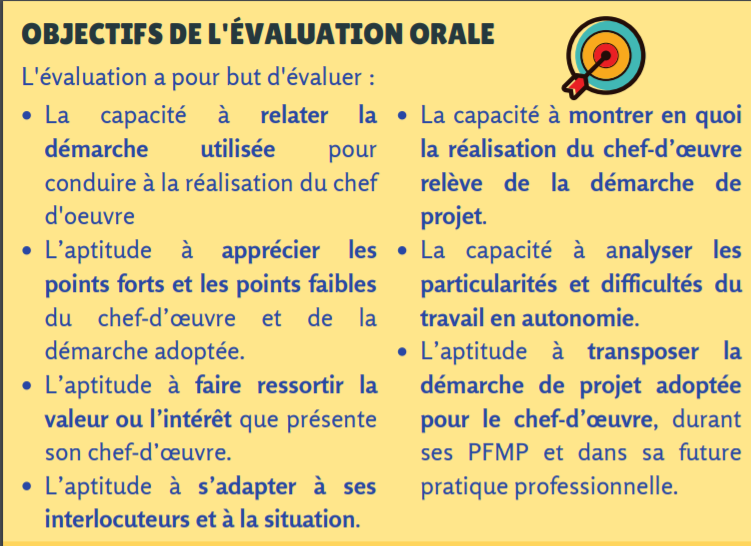 OBJECTIFS DE L'ÉVALUATION ORALE
L'évaluation a pour but d'évaluer :
• La capacité à relater la
démarche utilisée pour
conduire à la réalisation du chef
d'oeuvre
• L'aptitude à apprécier les
points forts et les points faibles
du chef-d'œuvre et de la
démarche adoptée.
• L'aptitude à faire ressortir la
valeur ou l'intérêt que présente
son chef-d'œuvre.
• L'aptitude à s'adapter à ses
interlocuteurs et à la situation.
• La capacité à montrer en quoi
la réalisation du chef-d'œuvre
relève de la démarche de
projet.
• La capacité à analyser les
particularités et difficultés du
travail en autonomie.
• L'aptitude à transposer la
démarche de projet adoptée
pour le chef-d'œuvre, durant
ses PFMP et dans sa future
pratique professionnelle.